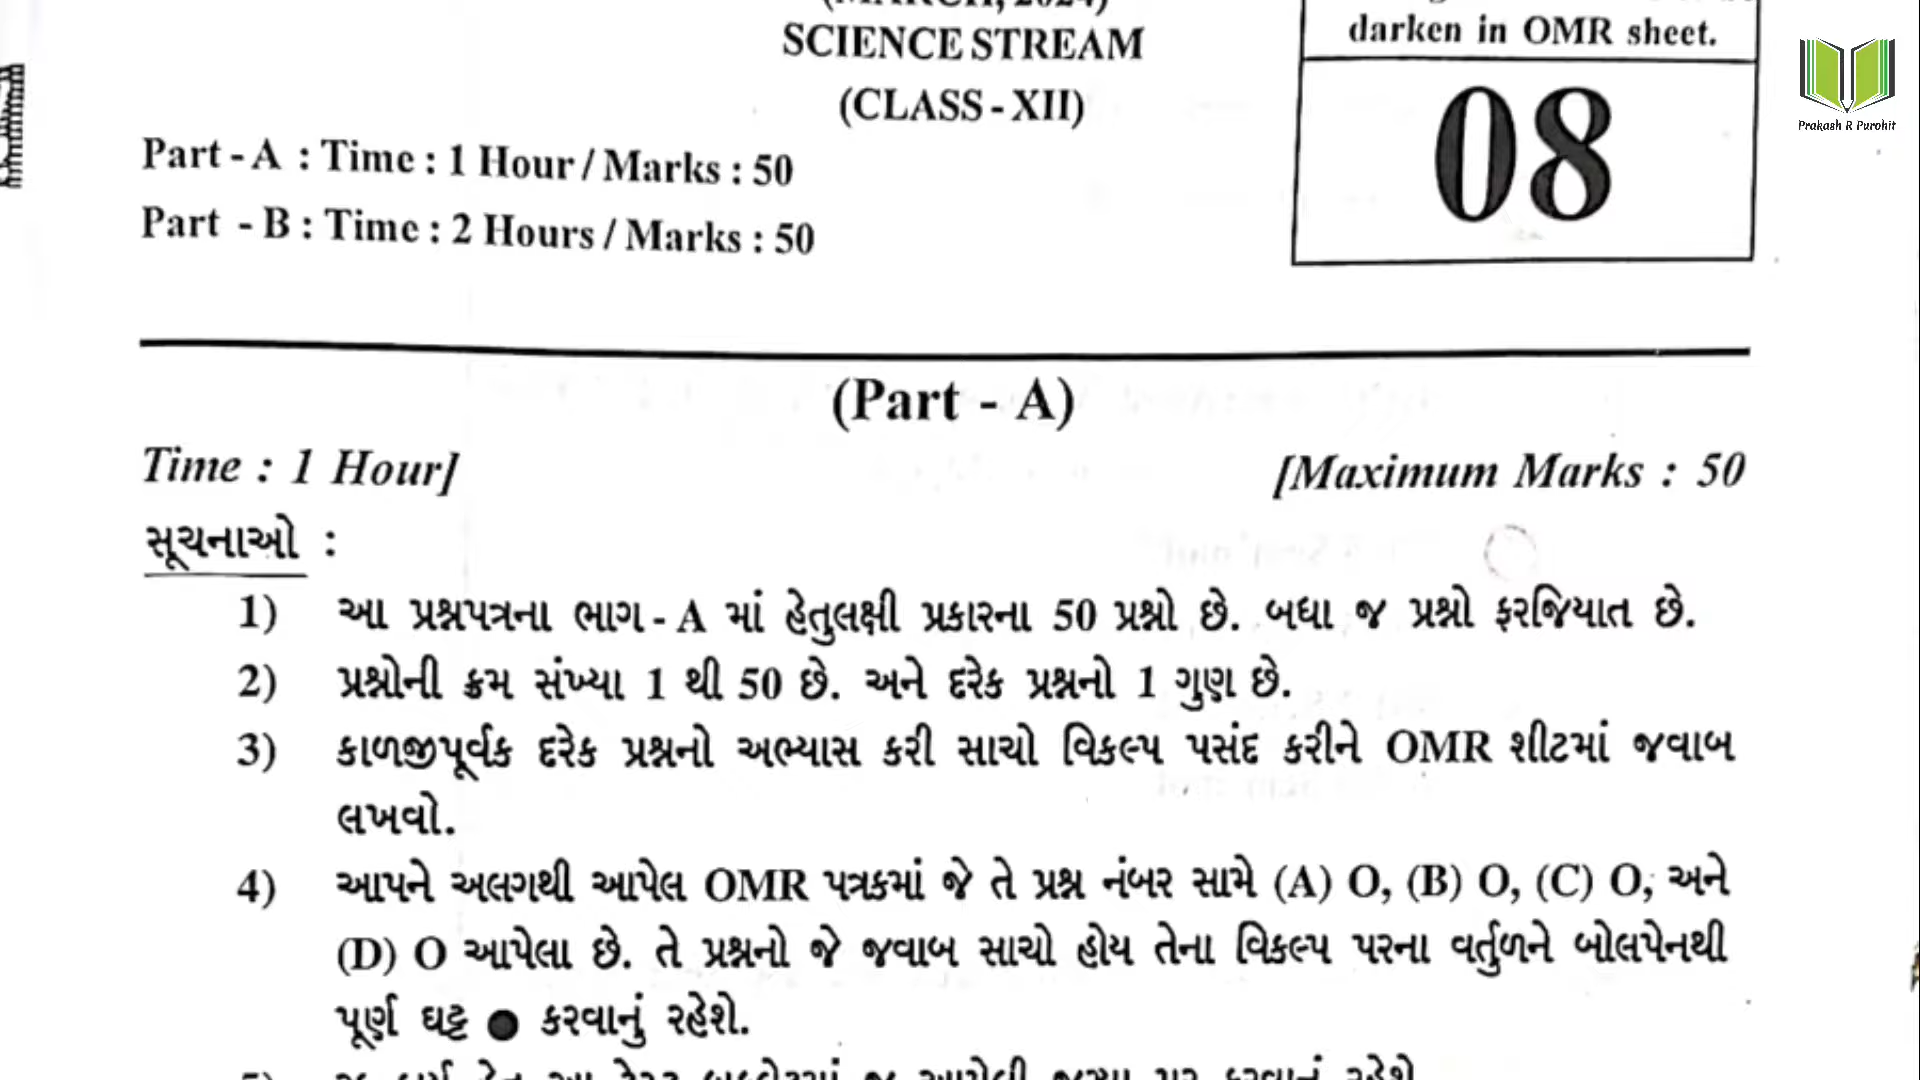 (MARCH, 2024)
SCIENCE STREAM
(CLASS - XII)
darken in OMR sheet.
08
Prakash R Purohit
Part - A : Time : 1 Hour / Marks : 50
Part - B : Time : 2 Hours / Marks : 50
(Part - A)
Time : 1 Hour]
[Maximum Marks : 50
સૂચનાઓ :
1) આ પ્રશ્નપત્રના ભાગ - A માં હેતુલક્ષી પ્રકારના 50 પ્રશ્નો છે. બધા જ પ્રશ્નો ફરજિયાત છે.
2) પ્રશ્નોની ક્રમ સંખ્યા 1 થી 50 છે. અને દરેક પ્રશ્નનો 1 ગુણ છે.
3) કાળજીપૂર્વક દરેક પ્રશ્નનો અભ્યાસ કરી સાચો વિકલ્પ પસંદ કરીને OMR શીટમાં જવાબ
લખવો.
4) આપને અલગથી આપેલ OMR પત્રકમાં જે તે પ્રશ્ન નંબર સામે (A) O, (B) O, (C) O, અને
(D) O આપેલા છે. તે પ્રશ્નનો જે જવાબ સાચો હોય તેના વિકલ્પ પરના વર્તુળને બોલપેનથી
પૂર્ણ ઘટ્ટ ● કરવાનું રહેશે.